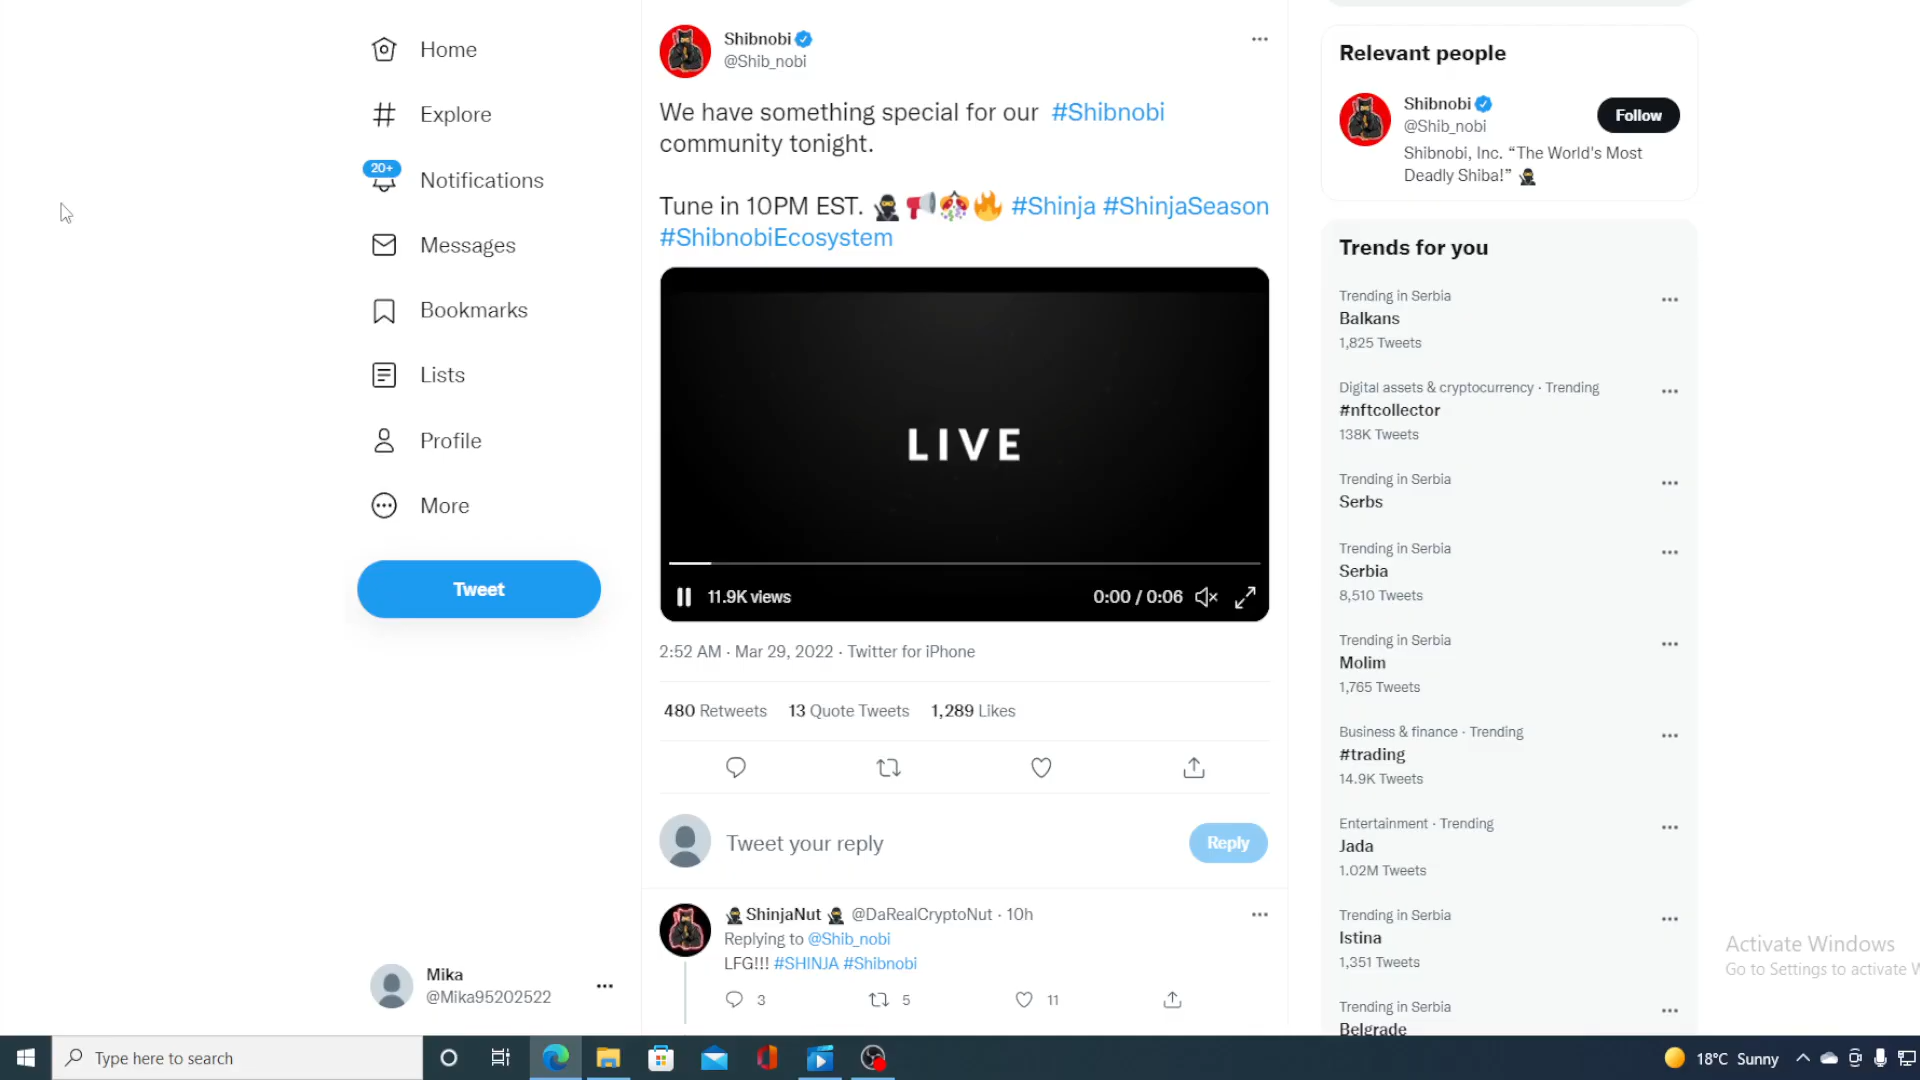 Home
Explore
20+
Notifications
Messages
Bookmarks
Lists
Profile
More
Tweet
Mika
@Mika95202522
Shibnobi
@Shib_nobi
We have something special for our #Shibnobi
community tonight.
Tune in 10PM EST. 🥷📢🎊🔥 #Shinja #ShinjaSeason
#ShibnobiEcosystem
LIVE
11.9K views
0:00 / 0:06
2:52 AM · Mar 29, 2022 · Twitter for iPhone
480 Retweets 13 Quote Tweets 1,289 Likes
Tweet your reply
Reply
🥷ShinjaNut🥷 @DaRealCryptoNut · 10h
Replying to @Shib_nobi
LFG!!! #SHINJA #Shibnobi
3 5 11
Relevant people
Shibnobi
@Shib_nobi
Follow
Shibnobi, Inc. “The World's Most
Deadly Shiba!” 🥷
Trends for you
Trending in Serbia
Balkans
1,825 Tweets
Digital assets & cryptocurrency · Trending
#nftcollector
138K Tweets
Trending in Serbia
Serbs
Trending in Serbia
Serbia
8,510 Tweets
Trending in Serbia
Molim
1,765 Tweets
Business & finance · Trending
#trading
14.9K Tweets
Entertainment · Trending
Jada
1.02M Tweets
Trending in Serbia
Istina
1,351 Tweets
Trending in Serbia
Belgrade
Activate Windows
Go to Settings to activate W
Type here to search
18°C Sunny